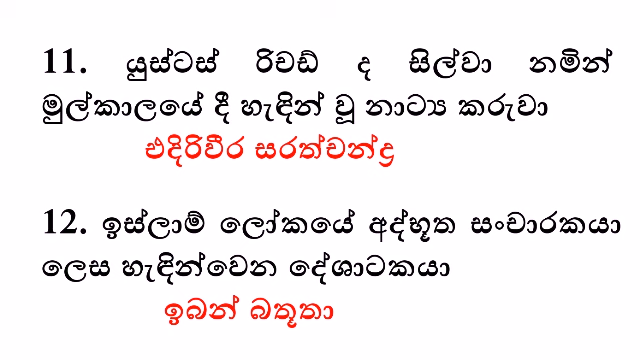 11. යුස්ටස් රිචඩ් ද සිල්වා නමින්
මුල්කාලයේ දී හැඳින් වූ නාට්‍ය කරුවා
එදිරිවීර සරත්චන්ද්‍ර
12. ඉස්ලාම් ලෝකයේ අද්භූත සංචාරකයා
ලෙස හැඳින්වෙන දේශාටකයා
ඉබන් බතූතා